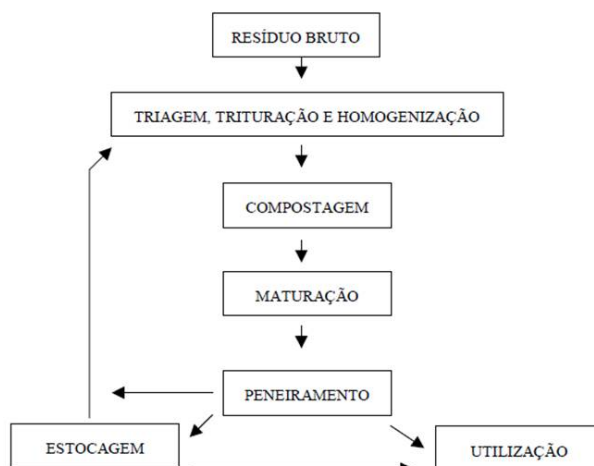 RESÍDUO BRUTO
TRIAGEM, TRITURAÇÃO E HOMOGENIZAÇÃO
COMPOSTAGEM
MATURAÇÃO
PENEIRAMENTO
ESTOCAGEM
UTILIZAÇÃO